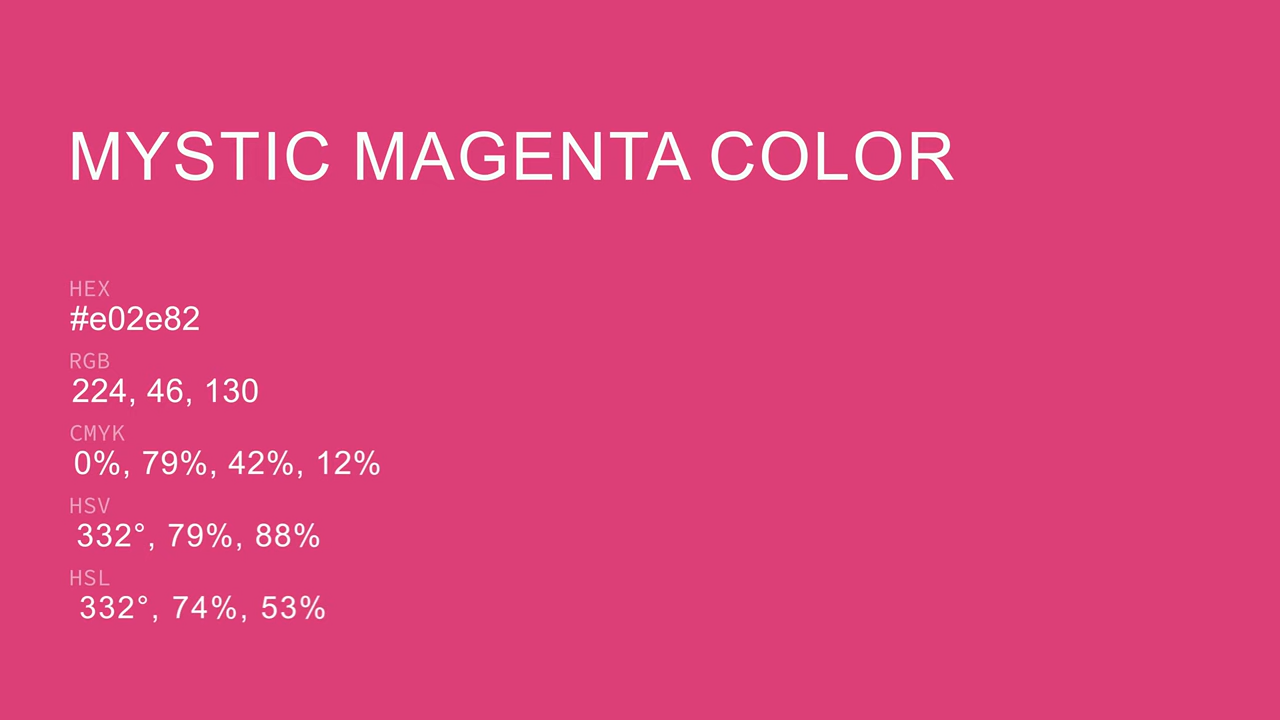 MYSTIC MAGENTA COLOR
HEX
#e02e82
RGB
224, 46, 130
CMYK
0%, 79%, 42%, 12%
HSV
332°, 79%, 88%
HSL
332°, 74%, 53%